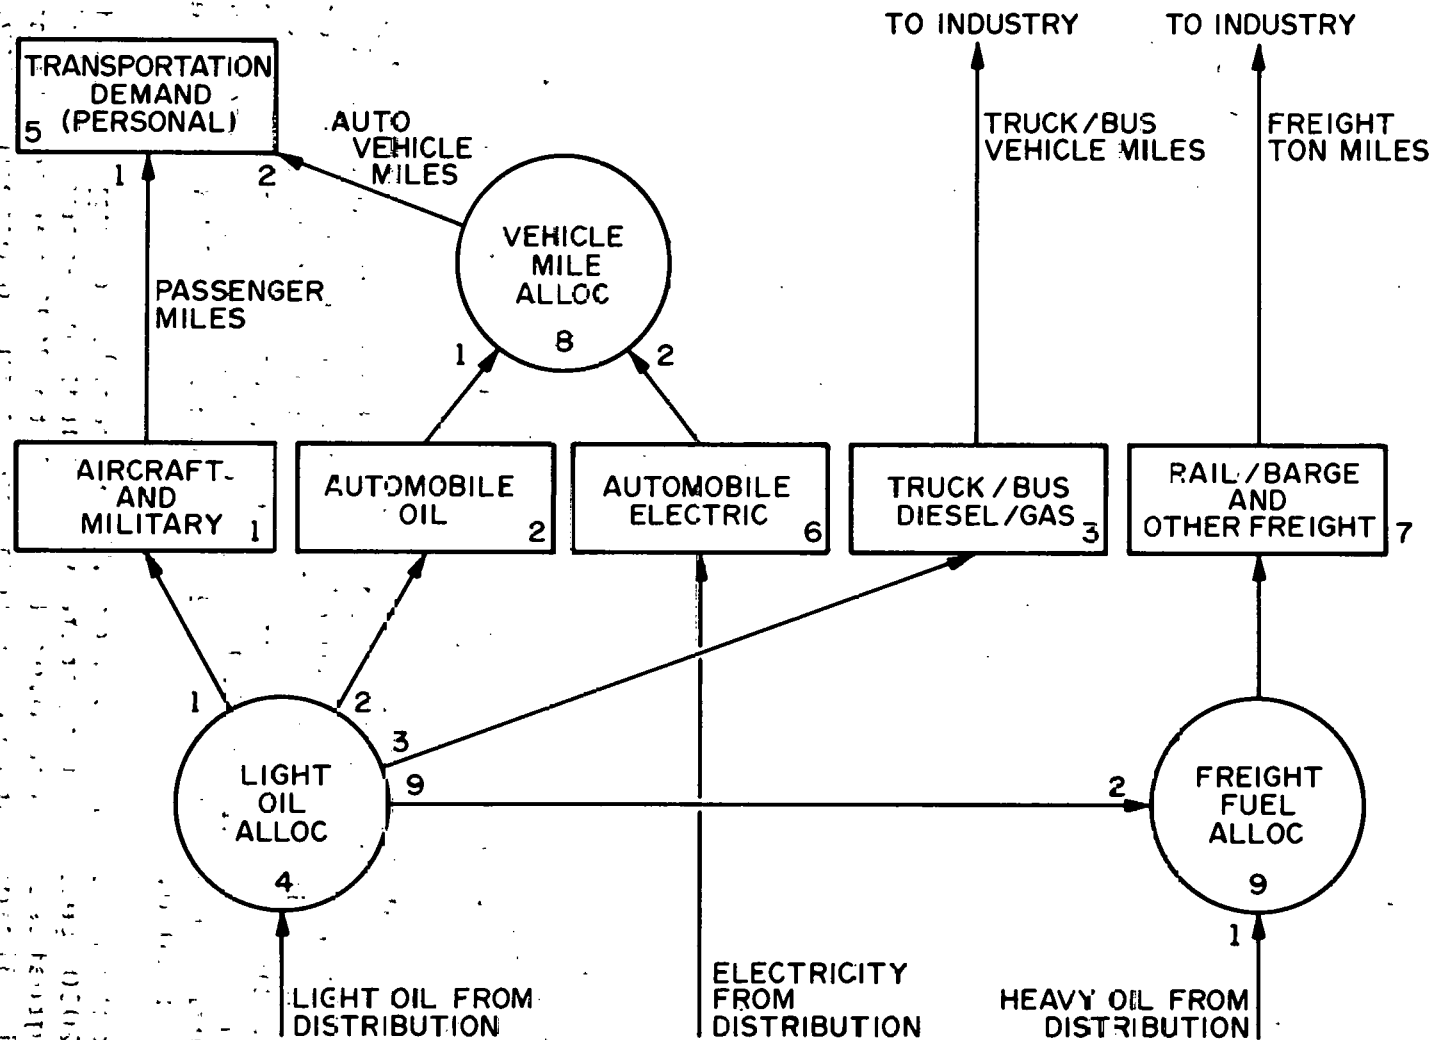 TO INDUSTRY
TO INDUSTRY
TRANSPORTATION
DEMAND
(PERSONAL)
5
1
2
AUTO
VEHICLE
MILES
TRUCK/BUS
VEHICLE MILES
FREIGHT
TON MILES
PASSENGER
MILES
VEHICLE
MILE
ALLOC
8
1
2
AIRCRAFT
AND
MILITARY
1
AUTOMOBILE
OIL
2
AUTOMOBILE
ELECTRIC
6
TRUCK/BUS
DIESEL/GAS
3
RAIL/BARGE
AND
OTHER FREIGHT
7
1
2
3
9
LIGHT
OIL
ALLOC
4
2
FREIGHT
FUEL
ALLOC
9
1
LIGHT OIL FROM
DISTRIBUTION
ELECTRICITY
FROM
DISTRIBUTION
HEAVY OIL FROM
DISTRIBUTION